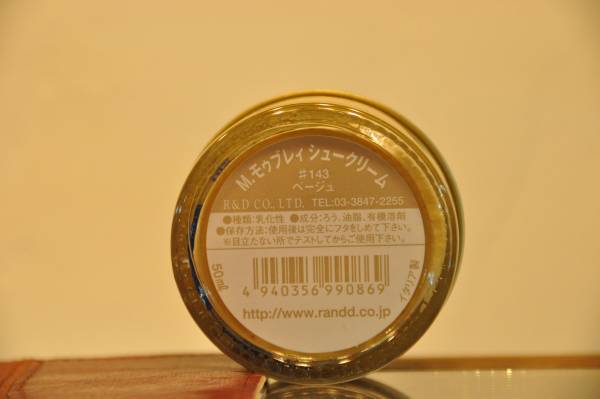 M.モゥブレィ シュークリーム
#143
ベージュ
R&D CO., LTD. TEL:03-3847-2255
●種類:乳化性 ●成分:ろう、油脂、有機溶剤
●保存方法:使用後は完全にフタをしめて下さい。
※目立たない所でテストしてからご使用下さい。
50㎖
イタリア製
4 940356 990869
http://www.randd.co.jp